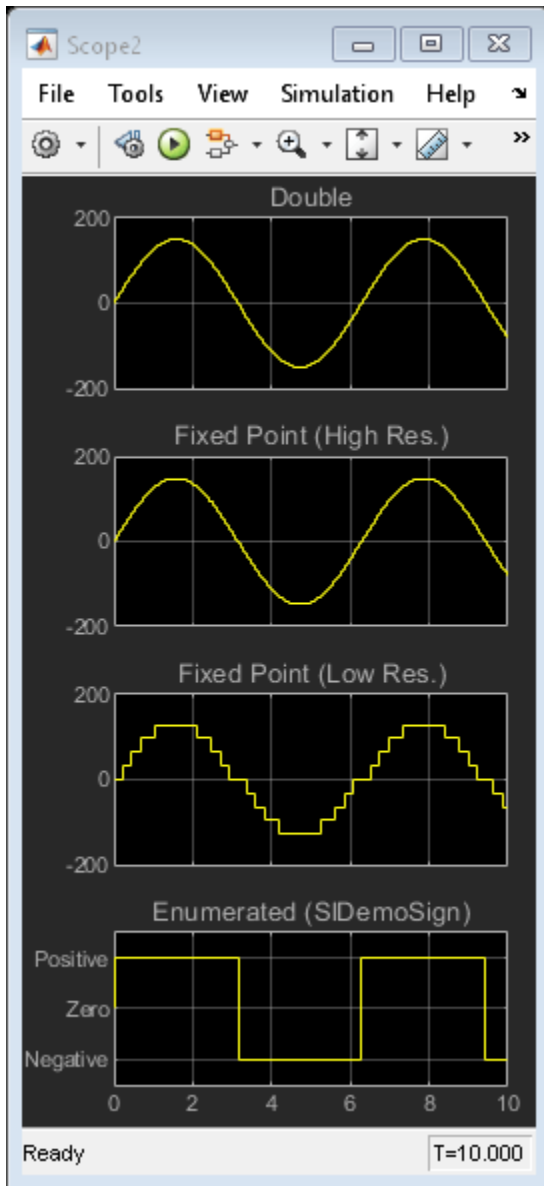 Scope2
File Tools View Simulation Help
Double
200
0
-200
Fixed Point (High Res.)
200
0
-200
Fixed Point (Low Res.)
200
0
-200
Enumerated (SlDemoSign)
Positive
Zero
Negative
0 2 4 6 8 10
Ready T=10.000